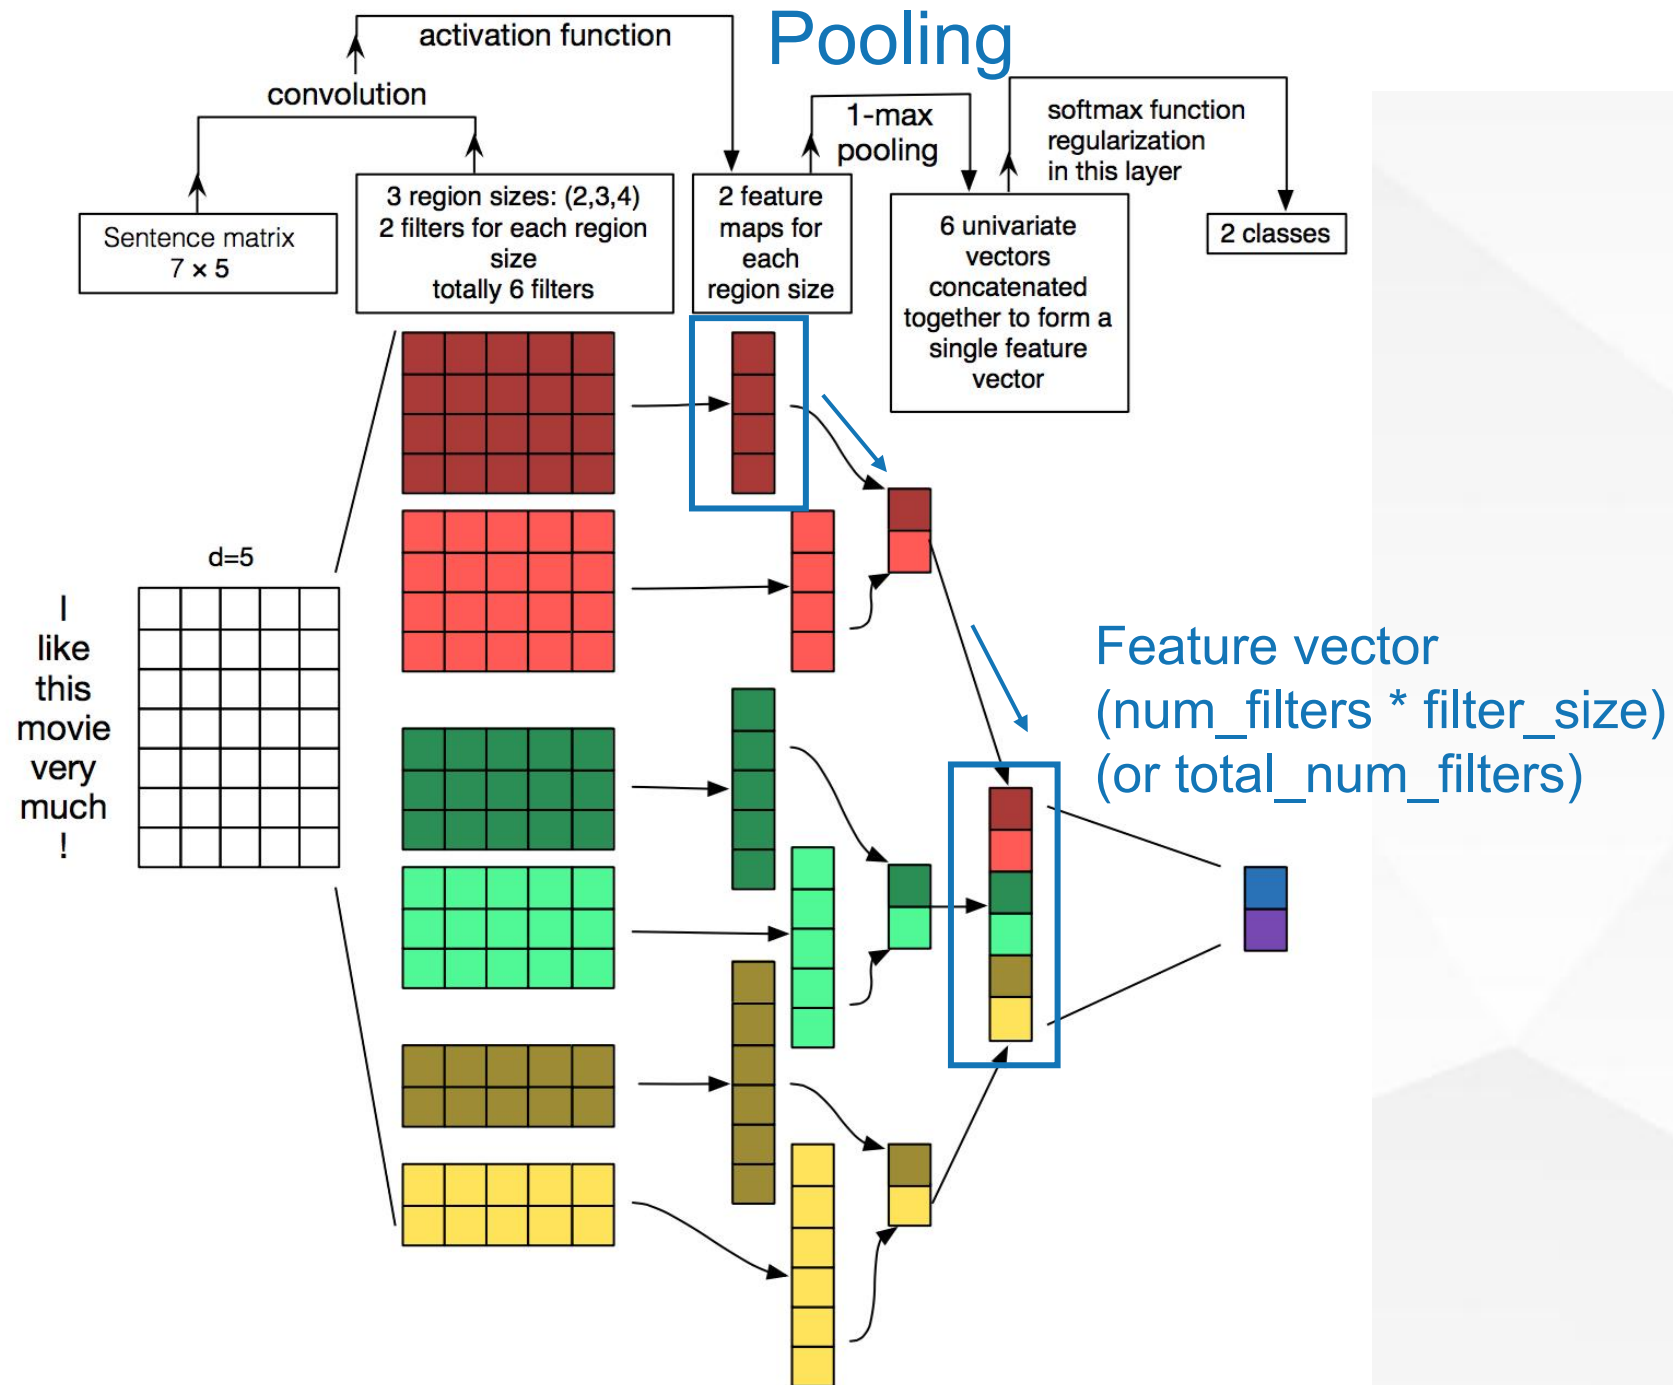 Pooling
activation function
convolution
1-max
pooling
softmax function
regularization
in this layer
Sentence matrix
7 × 5
3 region sizes: (2,3,4)
2 filters for each region
size
totally 6 filters
2 feature
maps for
each
region size
6 univariate
vectors
concatenated
together to form a
single feature
vector
2 classes
d=5
I
like
this
movie
very
much
!
Feature vector
(num_filters * filter_size)
(or total_num_filters)